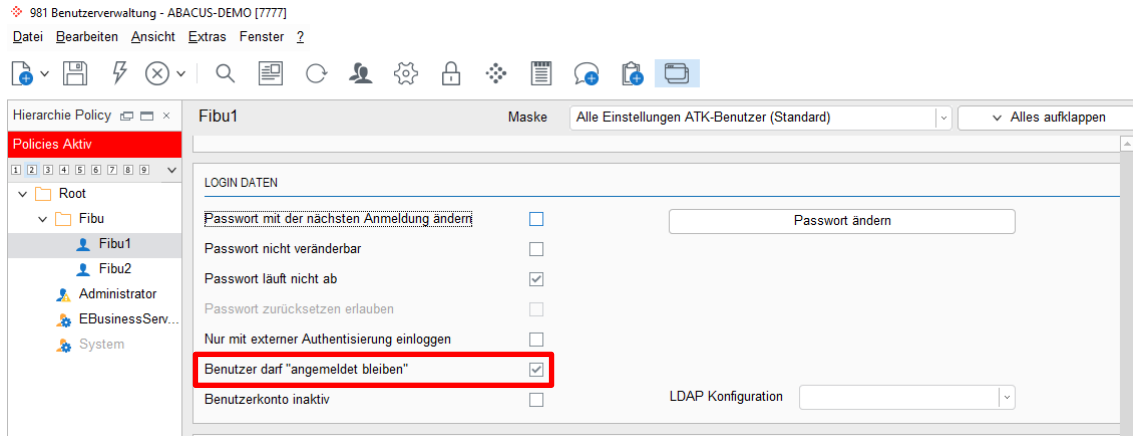 981 Benutzerverwaltung - ABACUS-DEMO [7777]
Datei Bearbeiten Ansicht Extras Fenster ?
Hierarchie Policy
Fibu1 Maske Alle Einstellungen ATK-Benutzer (Standard) Alles aufklappen
Policies Aktiv
1 2 3 4 5 6 7 8 9
Root
Fibu
Fibu1
Fibu2
Administrator
EBusinessServ...
System
LOGIN DATEN
Passwort mit der nächsten Anmeldung ändern Passwort ändern
Passwort nicht veränderbar
Passwort läuft nicht ab
Passwort zurücksetzen erlauben
Nur mit externer Authentisierung einloggen
Benutzer darf "angemeldet bleiben"
Benutzerkonto inaktiv LDAP Konfiguration